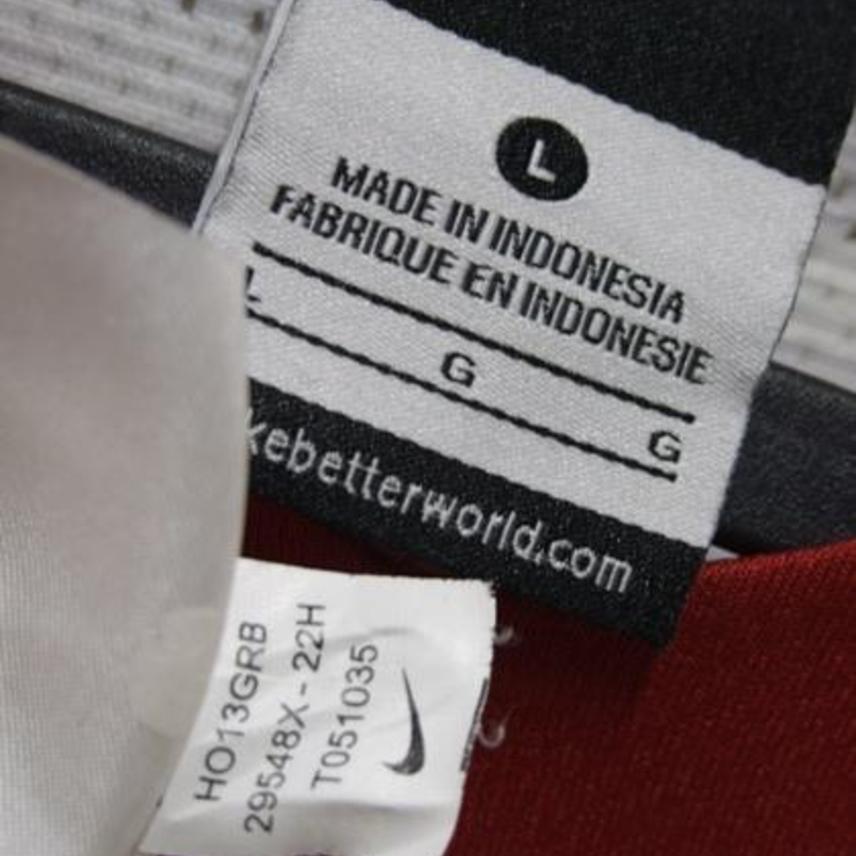 L
MADE IN INDONESIA
FABRIQUE EN INDONESIE
L G G
kebetterworld.com
HO13GRB
29548X-22H
T051035